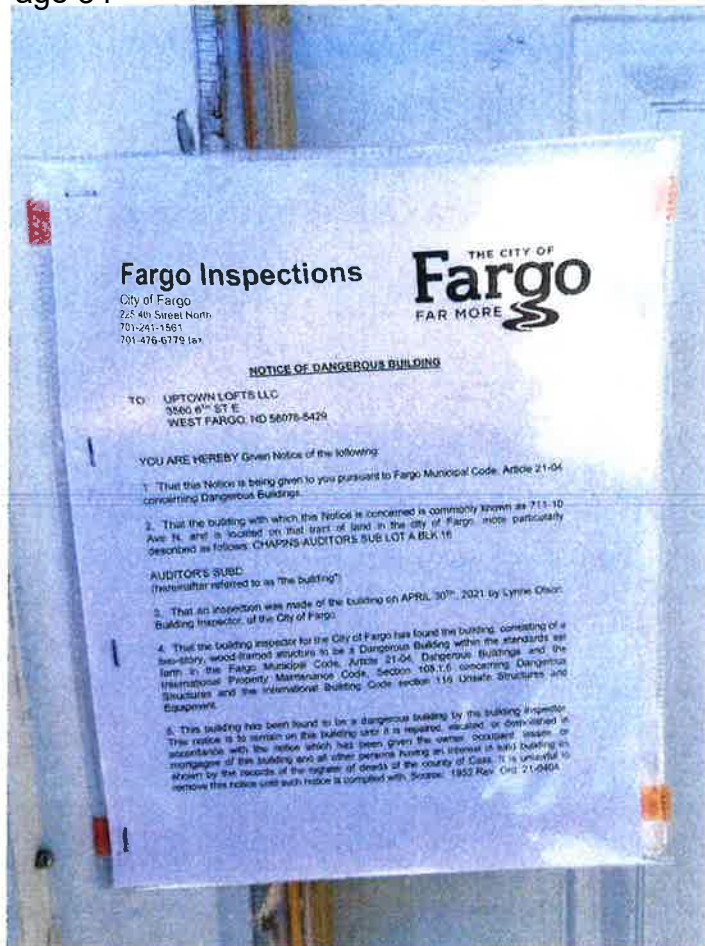 Fargo Inspections
City of Fargo
225 4th Street North
701-241-1561
701-476-6779 fax
THE CITY OF
Fargo
FAR MORE
NOTICE OF DANGEROUS BUILDING
TO UPTOWN LOFTS LLC
3560 6TH ST E
WEST FARGO, ND 58078-5429
YOU ARE HEREBY Given Notice of the following:
1. That this Notice is being given to you pursuant to Fargo Municipal Code, Article 21-04
concerning Dangerous Buildings.
2. That the building with which this Notice is concerned is commonly known as 711-10
Ave N, and is located on that tract of land in the city of Fargo, more particularly
described as follows: CHAPINS AUDITORS SUB LOT A BLK 16
AUDITOR'S SUBD
(hereinafter referred to as "the building")
3. That an inspection was made of the building on APRIL 30TH, 2021 by Lynne Olson
Building Inspector, of the City of Fargo.
4. That the building inspector for the City of Fargo has found the building, consisting of a
two-story, wood-framed structure to be a Dangerous Building within the standards set
forth in the Fargo Municipal Code, Article 21-04, Dangerous Buildings and the
International Property Maintenance Code, Section 108.1.5 concerning Dangerous
Structures and the International Building Code section 116 Unsafe Structures and
Equipment.
5. This building has been found to be a dangerous building by the building inspector
This notice is to remain on this building until it is repaired, vacated, or demolished in
accordance with the notice which has been given the owner, occupant, lessee, or
mortgagee of this building and all other persons having an interest in said building as
shown by the records of the register of deeds of the county of Cass. It is unlawful to
remove this notice until such notice is complied with. Source: 1952 Rev. Ord. 21-0404